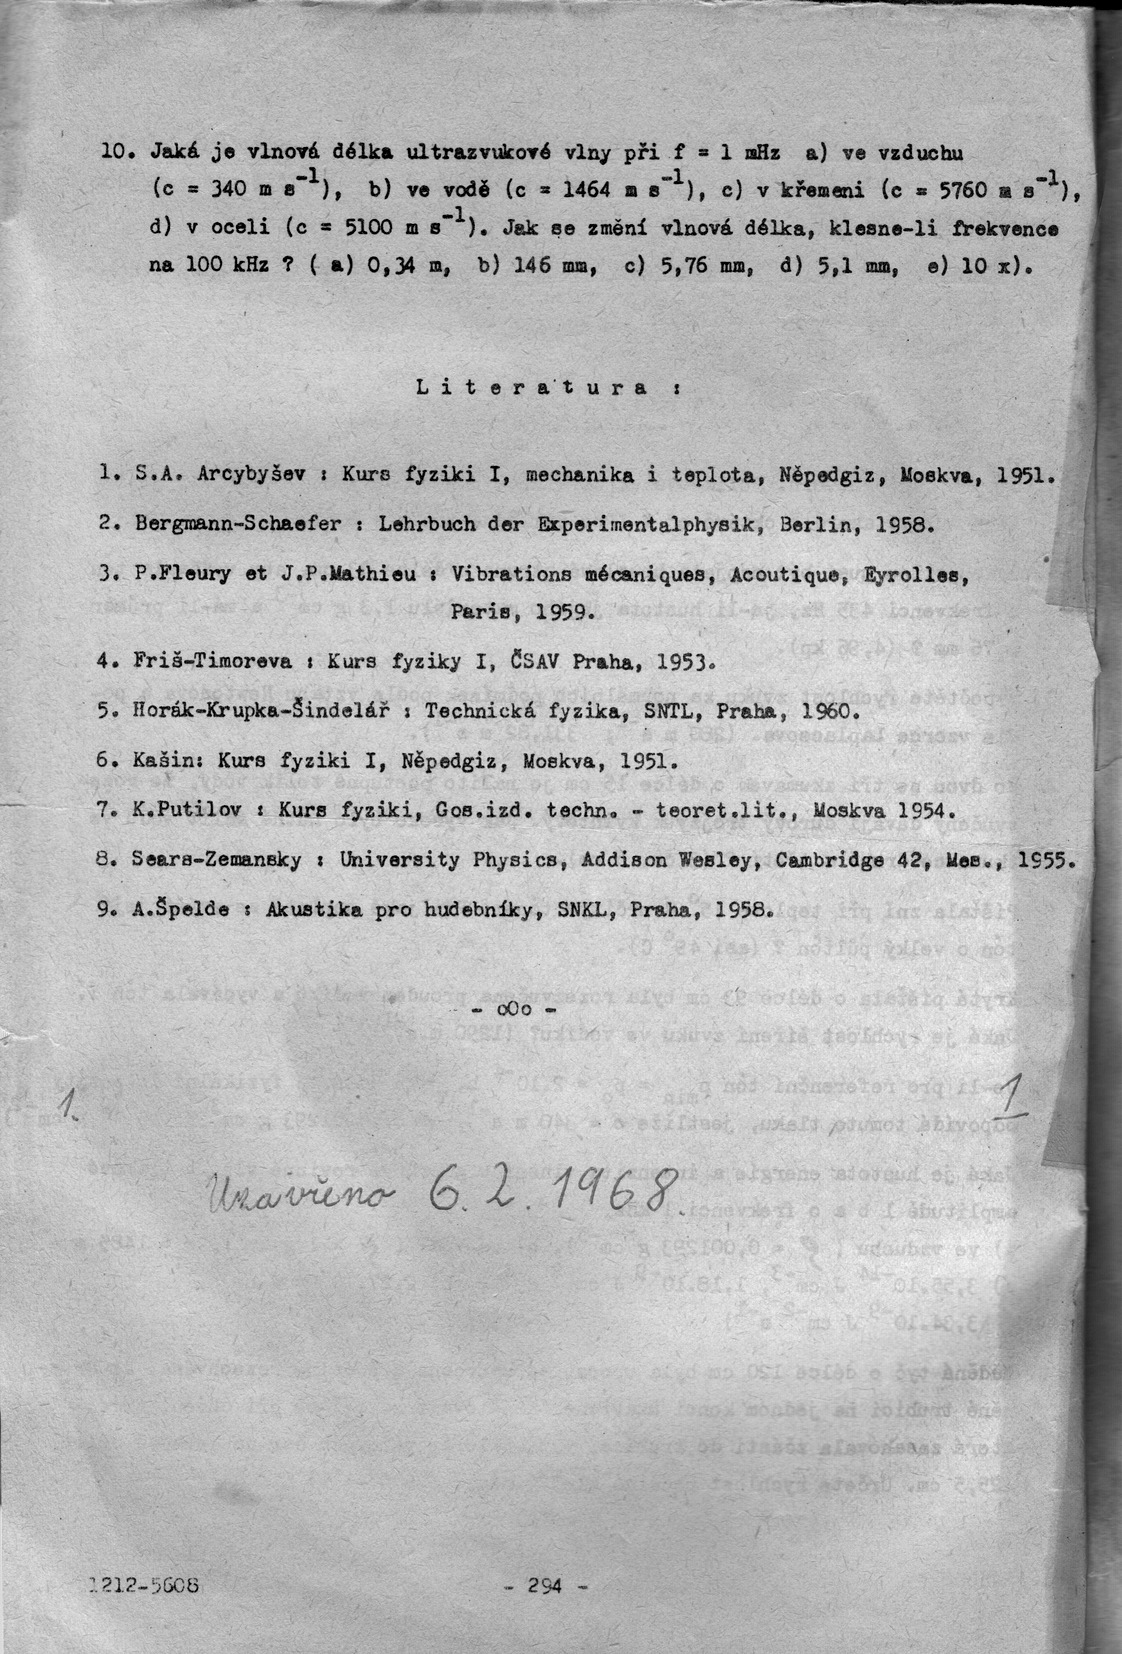 10. Jaká je vlnová délka ultrazvukové vlny při f = 1 mHz a) ve vzduchu
(c = 340 m s⁻¹), b) ve vodě (c = 1464 m s⁻¹), c) v křemeni (c = 5760 m s⁻¹),
d) v oceli (c = 5100 m s⁻¹). Jak se změní vlnová délka, klesne-li frekvence
na 100 kHz ? ( a) 0,34 m, b) 146 mm, c) 5,76 mm, d) 5,1 mm, e) 10 x).
L i t e r a t u r a :
1. S.A. Arcybyšev : Kurs fyziki I, mechanika i teplota,Něpedgiz, Moskva, 1951.
2. Bergmann-Schaefer : Lehrbuch der Experimentalphysik, Berlin, 1958.
3. P.Fleury et J.P.Mathieu : Vibrations mécaniques, Acoutique, Eyrolles,
Paris, 1959.
4. Friš-Timoreva : Kurs fyziky I, ČSAV Praha, 1953.
5. Horák-Krupka-Šindelář : Technická fyzika, SNTL, Praha, 1960.
6. Kašin: Kurs fyziki I, Něpedgiz, Moskva, 1951.
7. K.Putilov : Kurs fyziki, Gos.izd. techn. - teoret.lit., Moskva 1954.
8. Sears-Zemansky : University Physics, Addison Wesley, Cambridge 42, Mes., 1955.
9. A.Špelde : Akustika pro hudebníky, SNKL, Praha, 1958.
- oOo -
1. 1
Uzavřeno 6.2.1968.
1212-5608 - 294 -